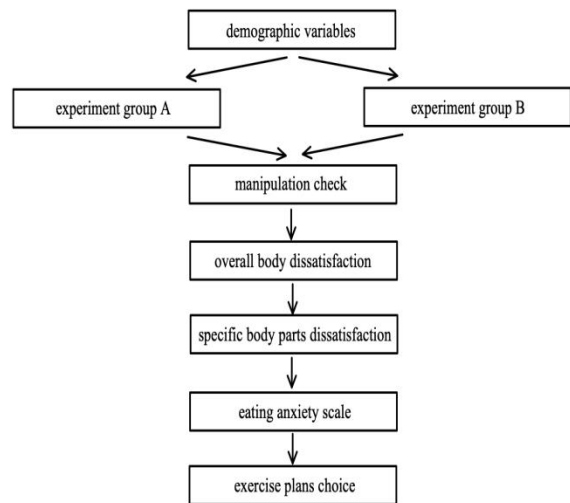 demographic variables
experiment group A
experiment group B
manipulation check
overall body dissatisfaction
specific body parts dissatisfaction
eating anxiety scale
exercise plans choice